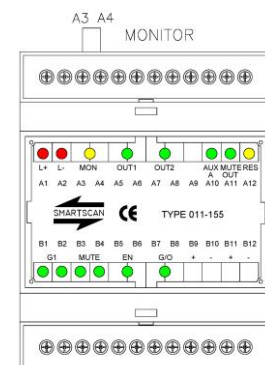 A3 A4
MONITOR
L+ L- MON OUT1 OUT2 AUX A MUTE OUT RES
A1 A2 A3 A4 A5 A6 A7 A8 A9 A10 A11 A12
SMARTSCAN CE TYPE 011-155
B1 B2 B3 B4 B5 B6 B7 B8 B9 B10 B11 B12
G1 MUTE EN G/O + - + -